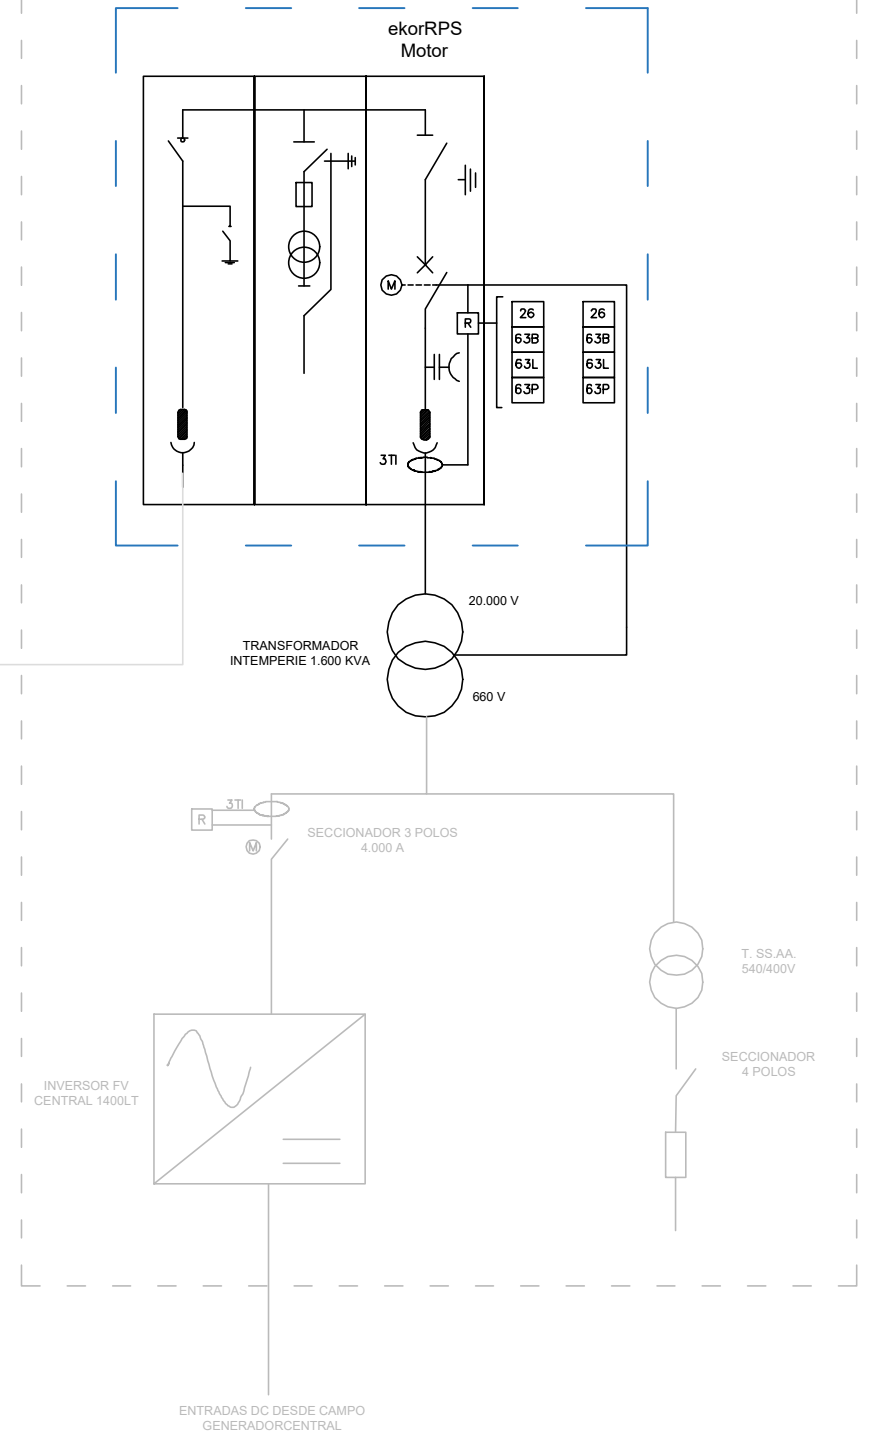 ekorRPS
Motor
M
R
26
63B
63L
63P
26
63B
63L
63P
3TI
20.000 V
TRANSFORMADOR
INTEMPERIE 1.600 KVA
660 V
3TI
R
M
SECCIONADOR 3 POLOS
4.000 A
T. SS.AA.
540/400V
SECCIONADOR
4 POLOS
INVERSOR FV
CENTRAL 1400LT
ENTRADAS DC DESDE CAMPO
GENERADORCENTRAL